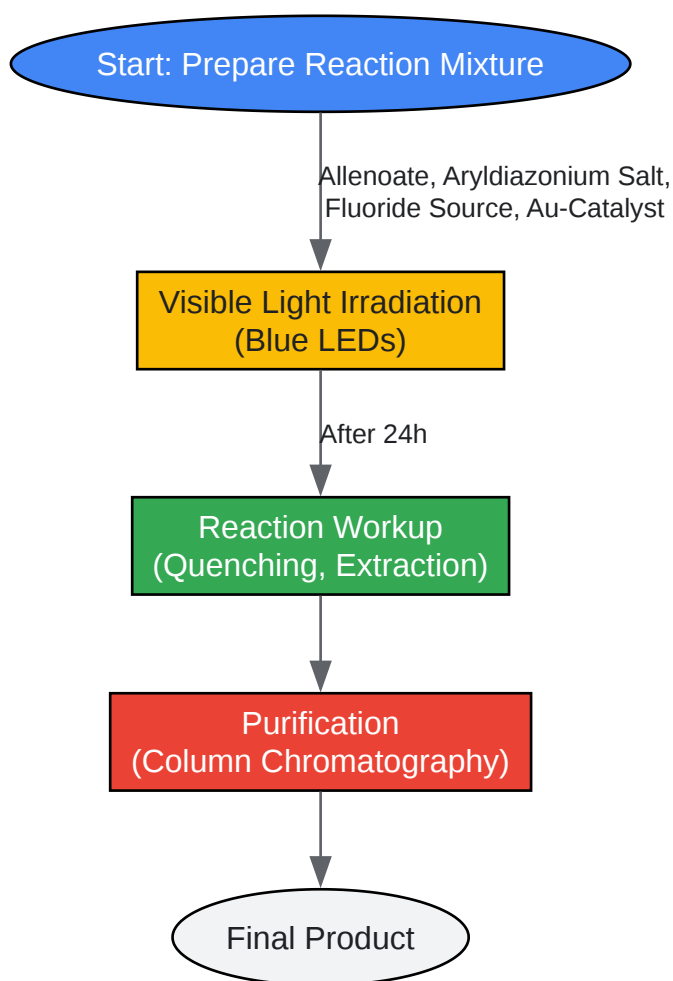 Start: Prepare Reaction Mixture
Allenoate, Aryldiazonium Salt,
Fluoride Source, Au-Catalyst
Visible Light Irradiation
(Blue LEDs)
After 24h
Reaction Workup
(Quenching, Extraction)
Purification
(Column Chromatography)
Final Product